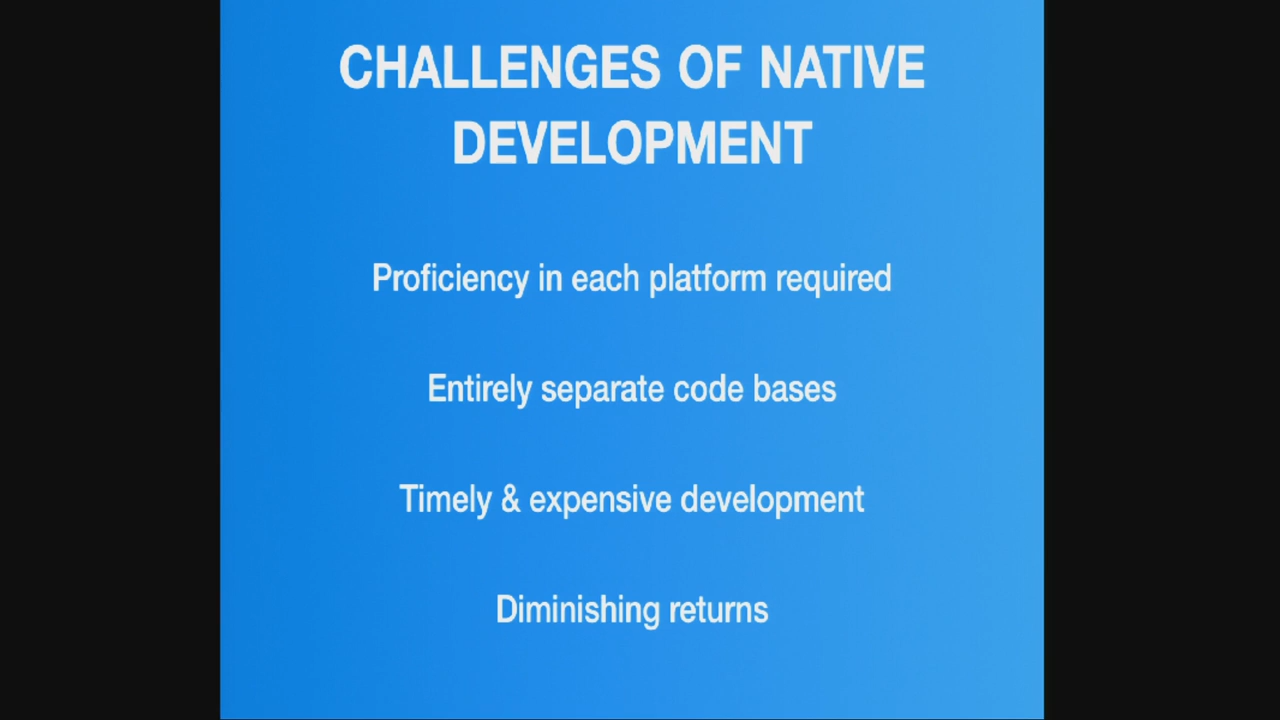 CHALLENGES OF NATIVE
DEVELOPMENT
Proficiency in each platform required
Entirely separate code bases
Timely & expensive development
Diminishing returns